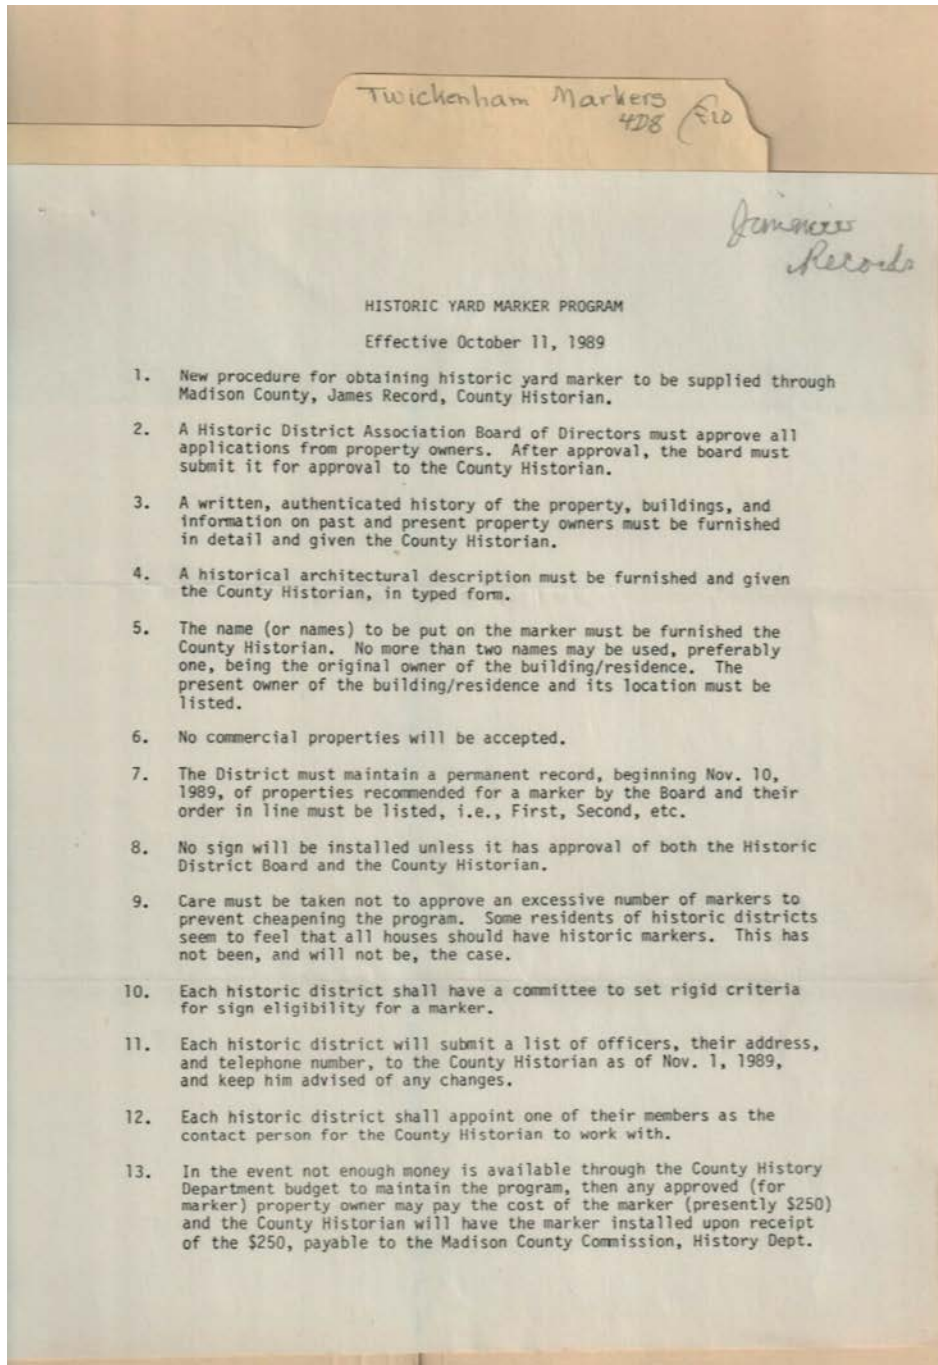 Twickenham Markers
4D8
HISTORIC YARD MARKER PROGRAM
Effective October 11, 1989
1. New procedure for obtaining historic yard marker to be supplied through
Madison County, James Record, County Historian.
2. A Historic District Association Board of Directors must approve all
applications from property owners. After approval, the board must
submit it for approval to the County Historian.
3. A written, authenticated history of the property, buildings, and
information on past and present property owners must be furnished
in detail and given the County Historian.
4. A historical architectural description must be furnished and given
the County Historian, in typed form.
5. The name (or names) to be put on the marker must be furnished the
County Historian. No more than two names may be used, preferably
one, being the original owner of the building/residence. The
present owner of the building/residence and its location must be
listed.
6. No commercial properties will be accepted.
7. The District must maintain a permanent record, beginning Nov. 10,
1989, of properties recommended for a marker by the Board and their
order in line must be listed, i.e., First, Second, etc.
8. No sign will be installed unless it has approval of both the Historic
District Board and the County Historian.
9. Care must be taken not to approve an excessive number of markers to
prevent cheapening the program. Some residents of historic districts
seem to feel that all houses should have historic markers. This has
not been, and will not be, the case.
10. Each historic district shall have a committee to set rigid criteria
for sign eligibility for a marker.
11. Each historic district will submit a list of officers, their address,
and telephone number, to the County Historian as of Nov. 1, 1989,
and keep him advised of any changes.
12. Each historic district shall appoint one of their members as the
contact person for the County Historian to work with.
13. In the event not enough money is available through the County History
Department budget to maintain the program, then any approved (for
marker) property owner may pay the cost of the marker (presently $250)
and the County Historian will have the marker installed upon receipt
of the $250, payable to the Madison County Commission, History Dept.